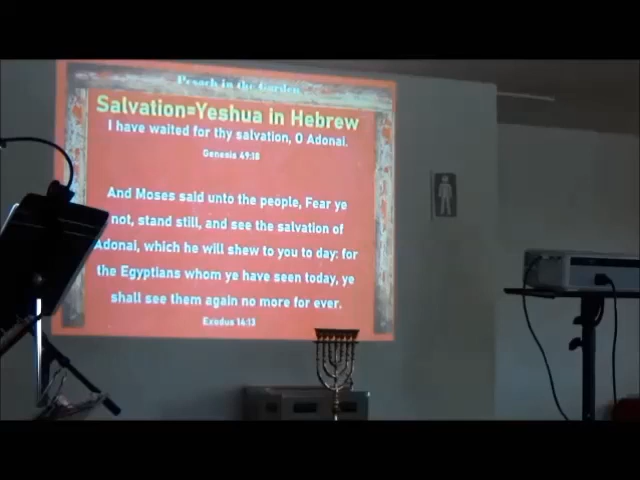 Pesach in the Garden
Salvation=Yeshua in Hebrew
I have waited for thy salvation, O Adonai.
Genesis 49:18
And Moses said unto the people, Fear ye
not, stand still, and see the salvation of
Adonai, which he will shew to you to day: for
the Egyptians whom ye have seen today, ye
shall see them again no more for ever.
Exodus 14:13